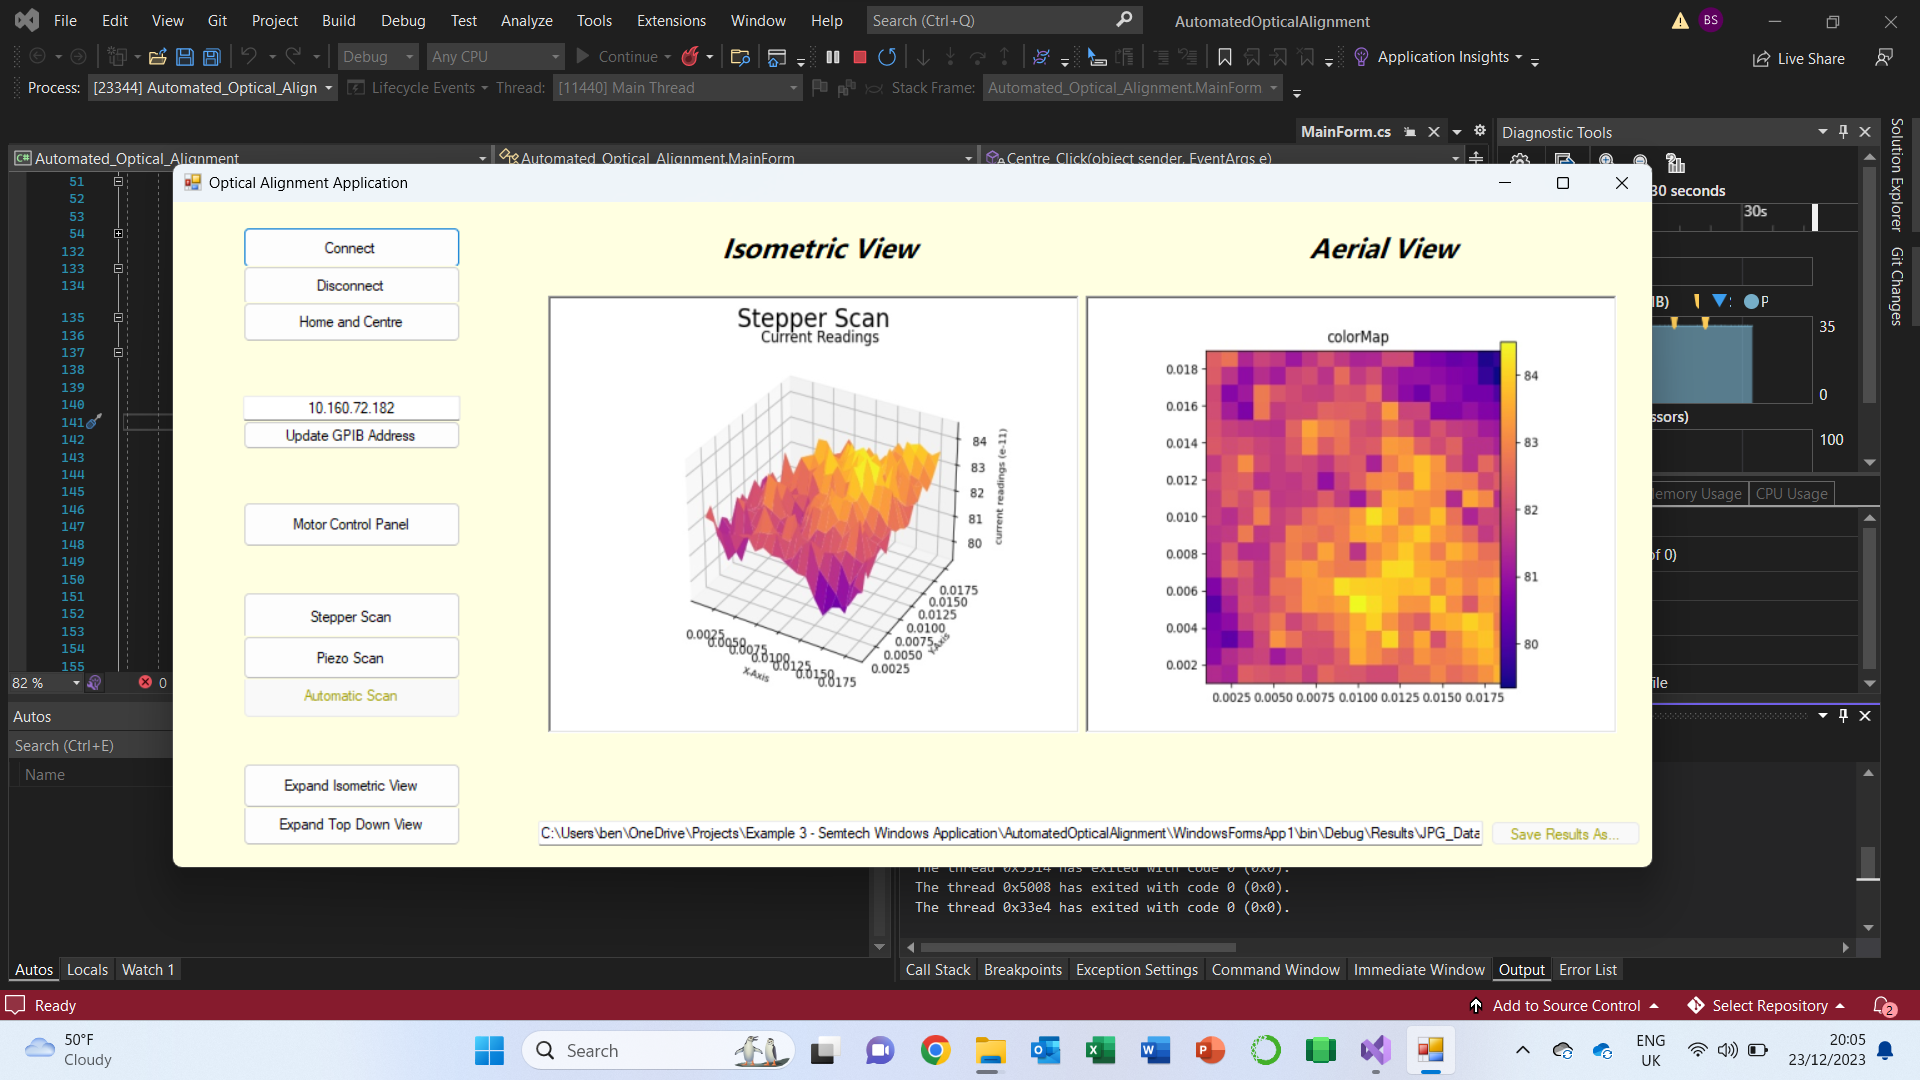 File Edit View Git Project Build Debug Test Analyze Tools Extensions Window Help Search (Ctrl+Q) AutomatedOpticalAlignment BS
Debug Any CPU Continue Application Insights Live Share
Process: [23344] Automated_Optical_Align Lifecycle Events Thread: [11440] Main Thread Stack Frame: Automated_Optical_Alignment.MainForm
MainForm.cs Diagnostic Tools
C# Automated_Optical_Alignment Automated_Optical_Alignment.MainForm Centre_Click(object sender, EventArgs e)
Solution Explorer
Git Changes
30 seconds
30s
P
35
0
100
Memory Usage CPU Usage
51
52
53
54
132
133
134
135
136
137
138
139
140
141
142
143
144
145
146
147
148
149
150
151
152
153
154
155
82 % 0
Optical Alignment Application
Connect
Disconnect
Home and Centre
10.160.72.182
Update GPIB Address
Motor Control Panel
Stepper Scan
Piezo Scan
Automatic Scan
Expand Isometric View
Expand Top Down View
Isometric View
Stepper Scan
Current Readings
84
83
82
81
80
current readings (e-11)
0.0175
0.0150
0.0125
0.0100
0.0075
0.0050
0.0025
Y-Axis
0.0025
0.0050
0.0075
0.0100
0.0125
0.0150
0.0175
X-Axis
Aerial View
colorMap
0.018
0.016
0.014
0.012
0.010
0.008
0.006
0.004
0.002
0.0025 0.0050 0.0075 0.0100 0.0125 0.0150 0.0175
84
83
82
81
80
C:\Users\ben\OneDrive\Projects\Example 3 - Semtech Windows Application\AutomatedOpticalAlignment\WindowsFormsApp1\bin\Debug\Results\JPG_Data
Save Results As...
Autos
Search (Ctrl+E)
Name
The thread 0x5008 has exited with code 0 (0x0).
The thread 0x33e4 has exited with code 0 (0x0).
Autos Locals Watch 1
Call Stack Breakpoints Exception Settings Command Window Immediate Window Output Error List
Ready Add to Source Control Select Repository 2
50°F
Cloudy
Search
ENG
UK
20:05
23/12/2023